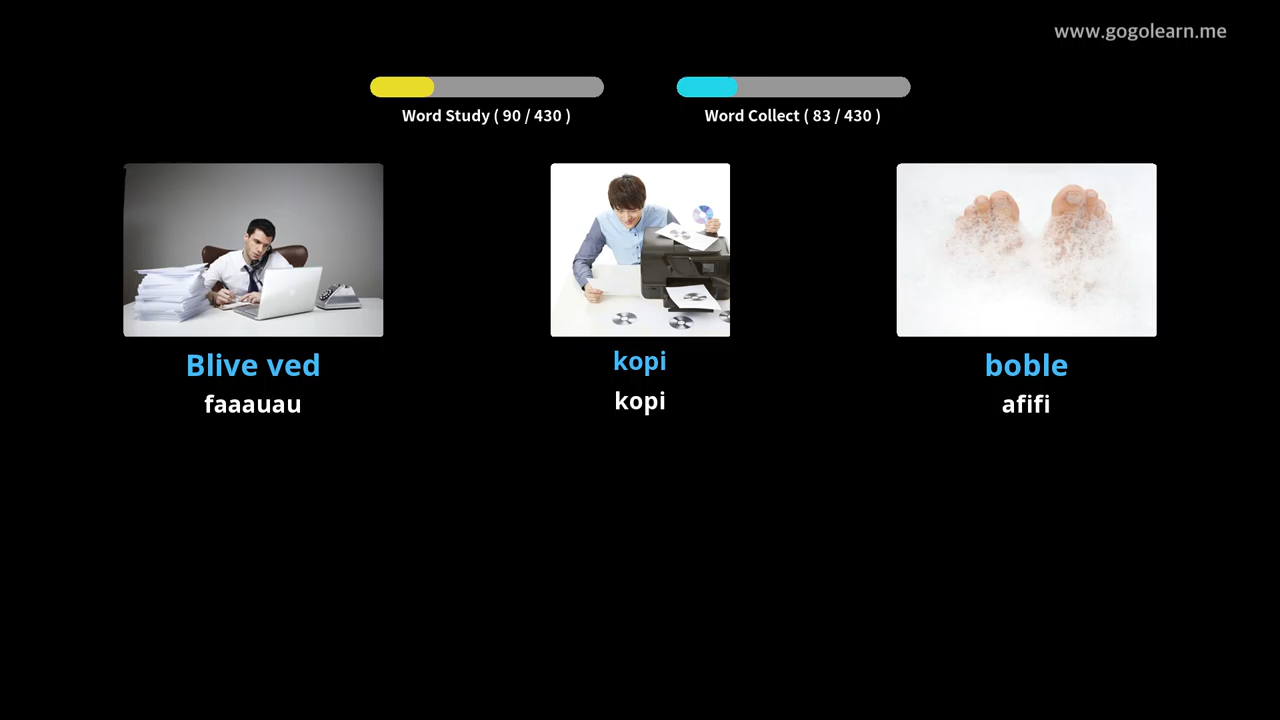 www.gogolearn.me
Word Study ( 90 / 430 )
Word Collect ( 83 / 430 )
Blive ved
faaauau
kopi
kopi
boble
afifi